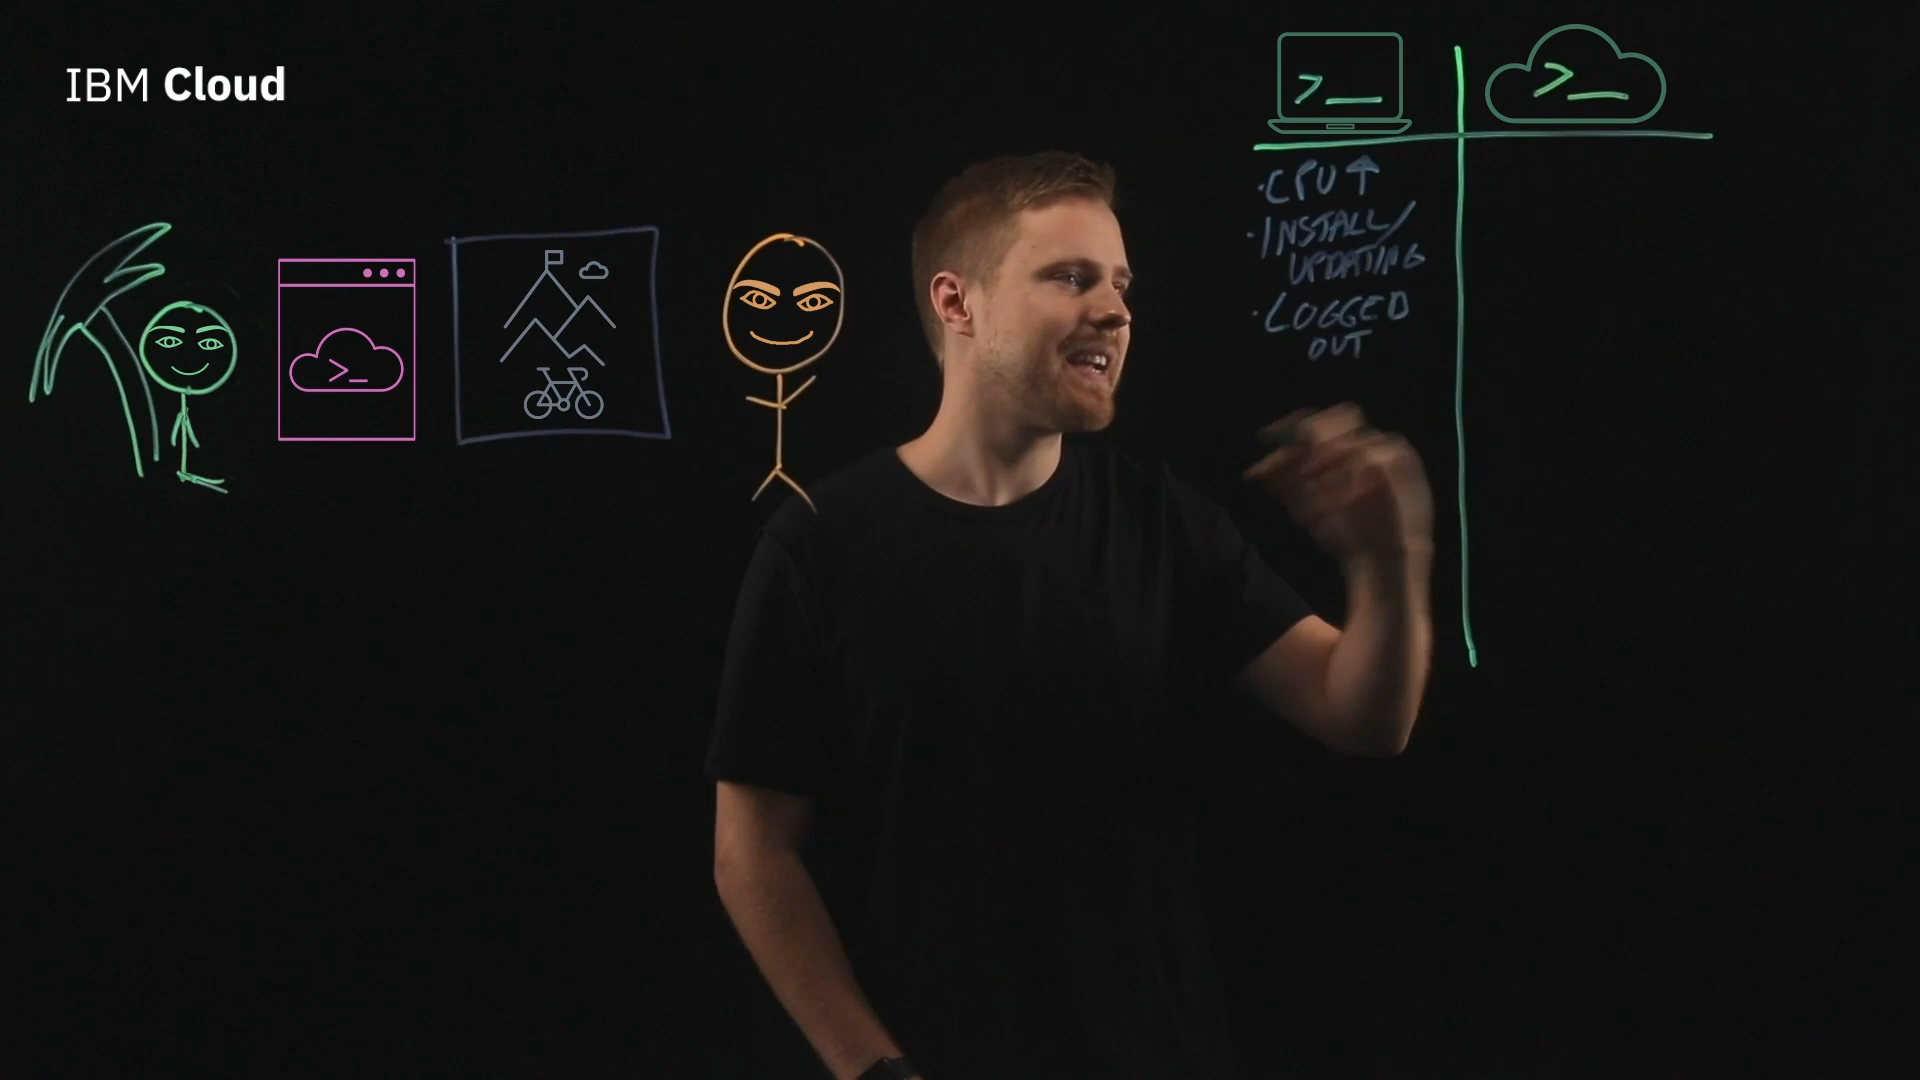 IBM Cloud
>_
>_
>_
·CPU ↑
·INSTALL/
UPDATING
·LOGGED
OUT